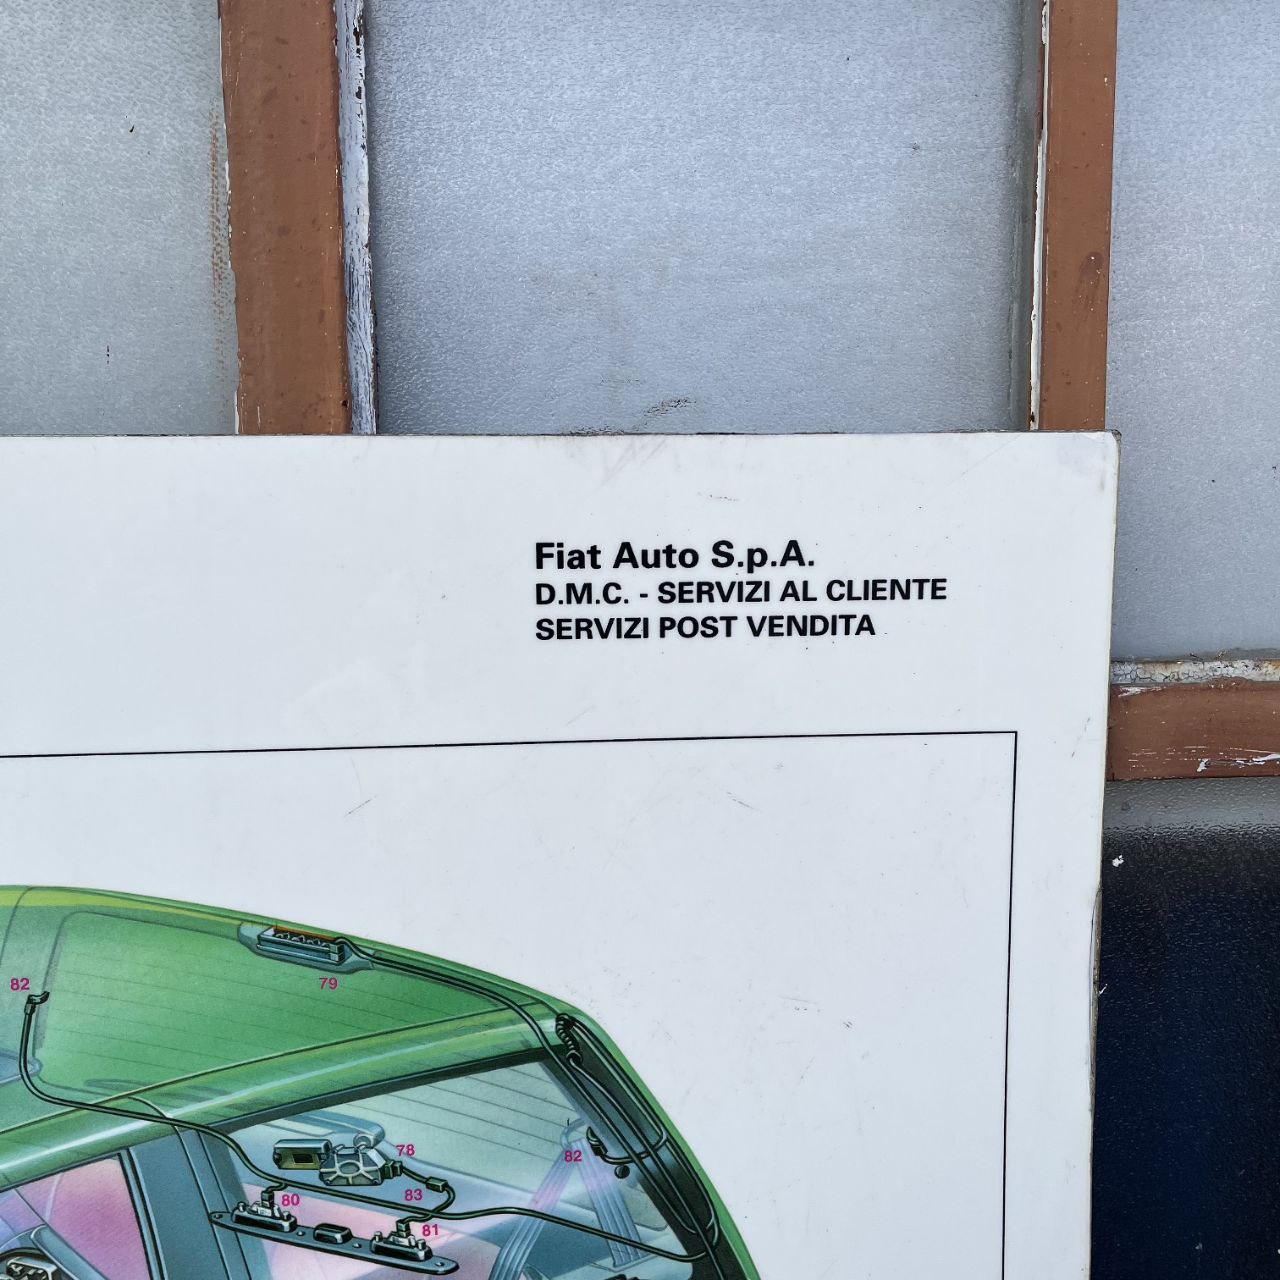 Fiat Auto S.p.A.
D.M.C. - SERVIZI AL CLIENTE
SERVIZI POST VENDITA
82
79
78
82
83
80
81